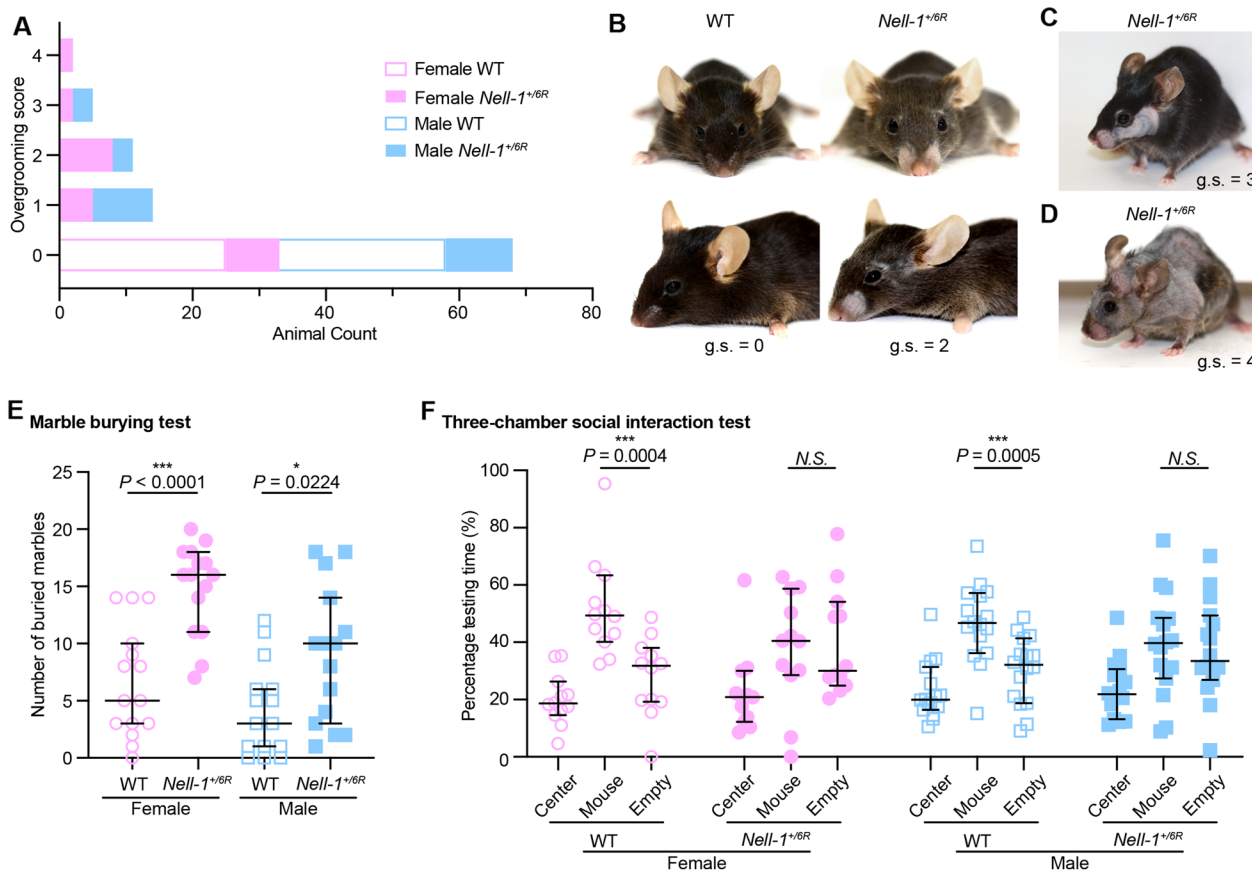 A
Overgrooming score
4
3
2
1
0
0
20
40
60
80
Animal Count
Female WT
Female Nell-1+/6R
Male WT
Male Nell-1+/6R
B
WT
Nell-1+/6R
g.s. = 0
g.s. = 2
C
Nell-1+/6R
g.s. = 3
D
Nell-1+/6R
g.s. = 4
E
Marble burying test
Number of buried marbles
25
20
15
10
5
0
***
P < 0.0001
*
P = 0.0224
WT
Nell-1+/6R
WT
Nell-1+/6R
Female
Male
F
Three-chamber social interaction test
Percentage testing time (%)
100
80
60
40
20
0
***
P = 0.0004
N.S.
***
P = 0.0005
N.S.
Center
Mouse
Empty
Center
Mouse
Empty
Center
Mouse
Empty
Center
Mouse
Empty
WT
Nell-1+/6R
WT
Nell-1+/6R
Female
Male